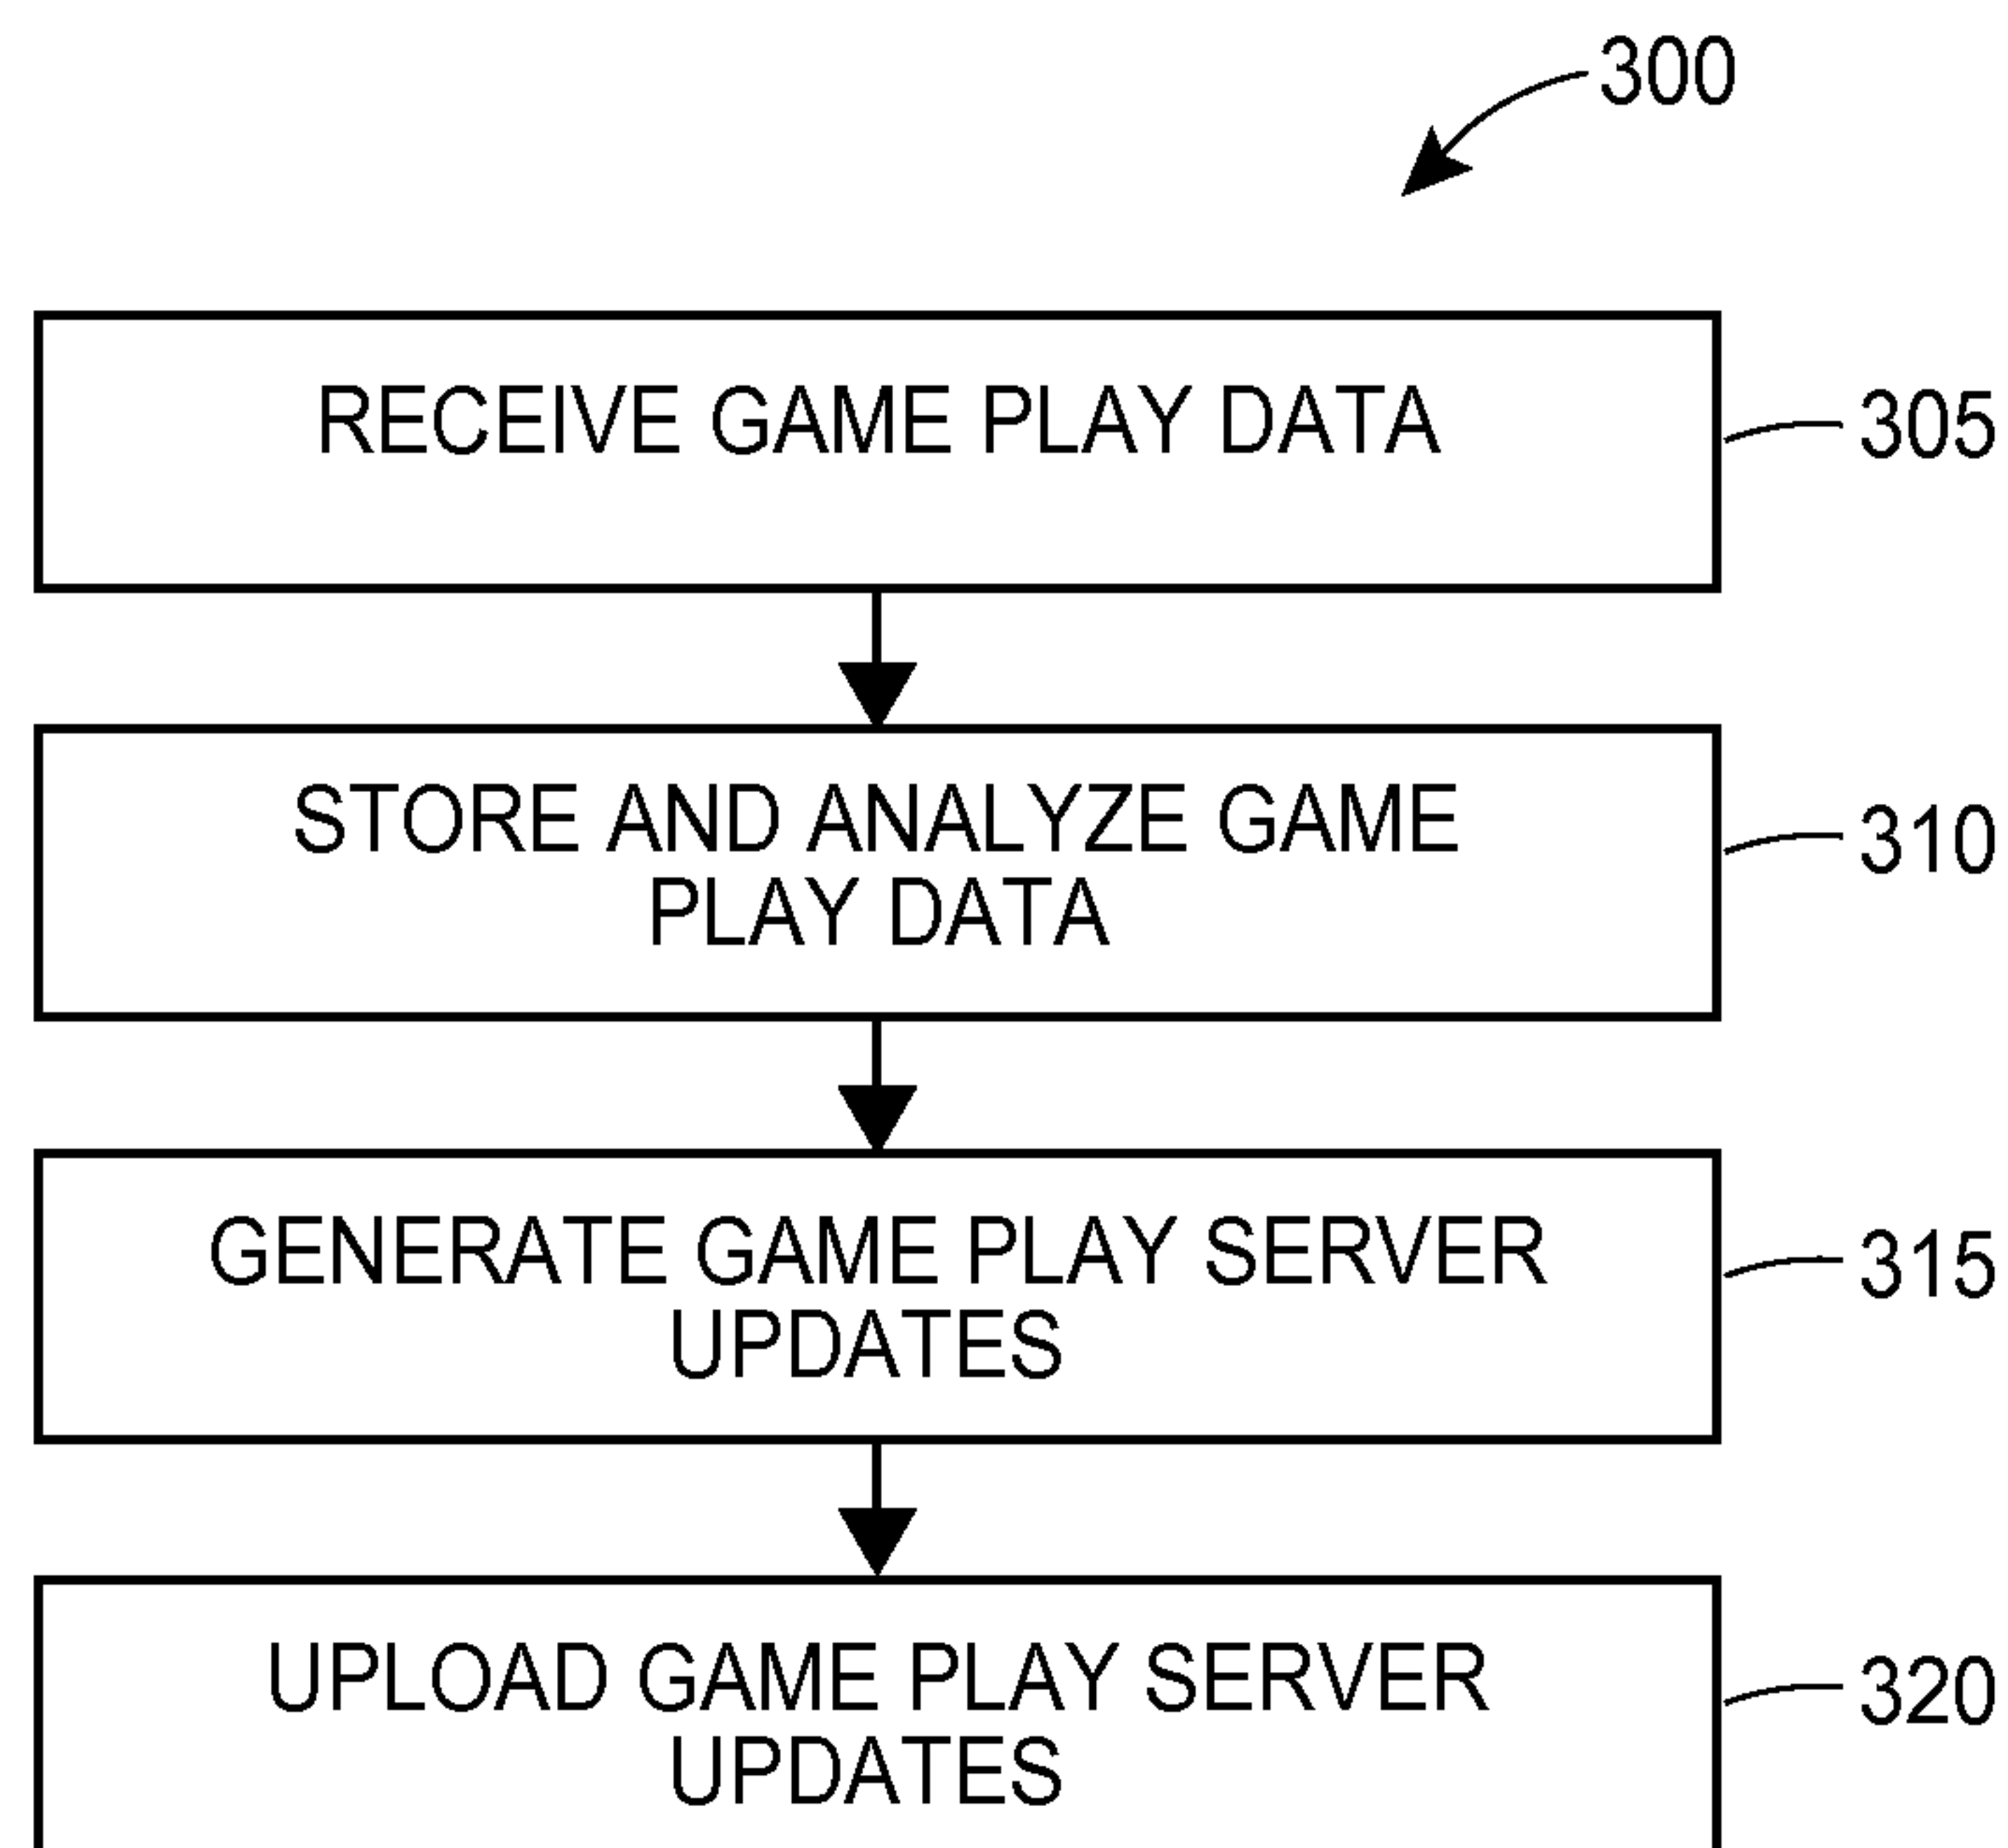 300
RECEIVE GAME PLAY DATA
305
STORE AND ANALYZE GAME
PLAY DATA
310
GENERATE GAME PLAY SERVER
UPDATES
315
UPLOAD GAME PLAY SERVER
UPDATES
320